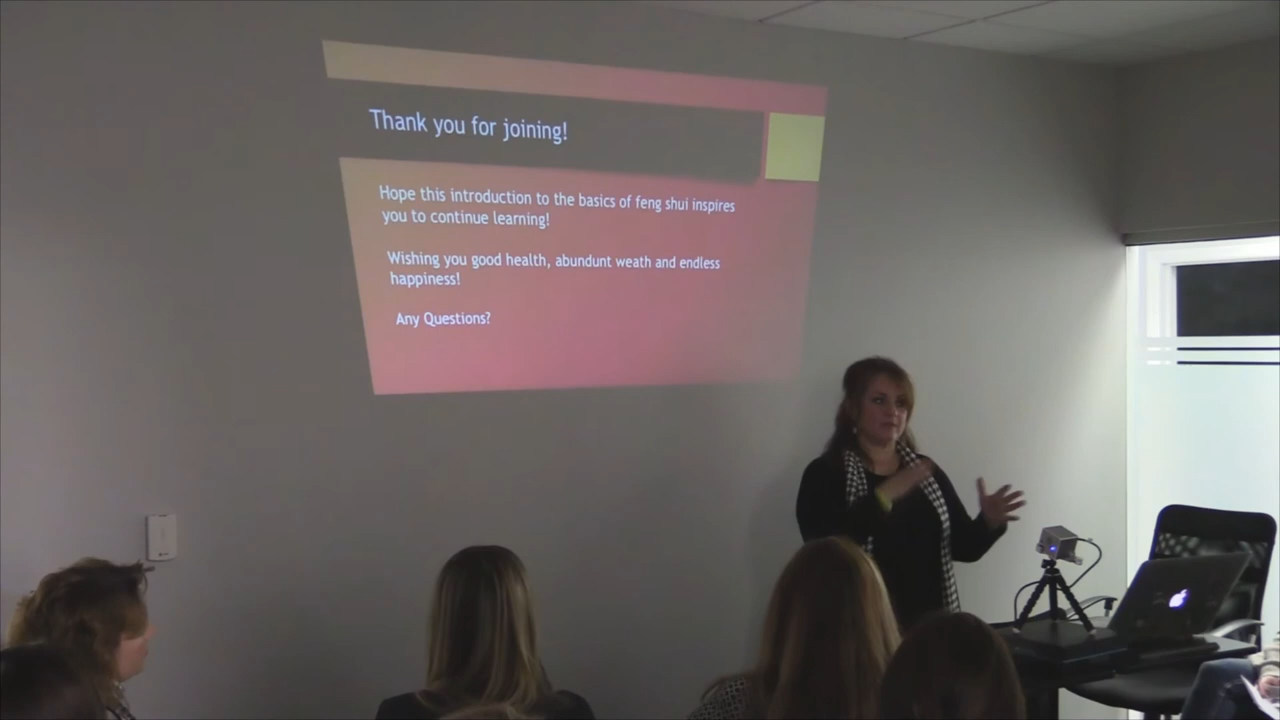 Thank you for joining!
Hope this introduction to the basics of feng shui inspires
you to continue learning!
Wishing you good health, abundunt weath and endless
happiness!
Any Questions?